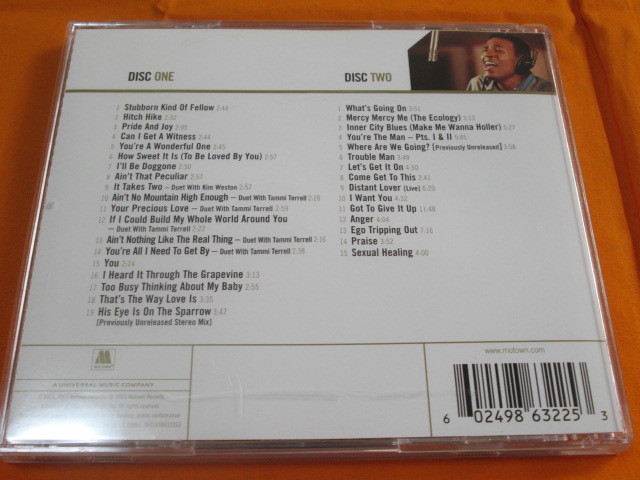 DISC ONE
1 Stubborn Kind Of Fellow 2:44
2 Hitch Hike 2:32
3 Pride And Joy 2:05
4 Can I Get A Witness 2:44
5 You're A Wonderful One 2:45
6 How Sweet It Is (To Be Loved By You) 2:57
7 I'll Be Doggone 2:50
8 Ain't That Peculiar 2:57
9 It Takes Two – Duet With Kim Weston 2:57
10 Ain't No Mountain High Enough – Duet With Tammi Terrell 2:28
11 Your Precious Love – Duet With Tammi Terrell 2:59
12 If I Could Build My Whole World Around You
– Duet With Tammi Terrell 2:22
13 Ain't Nothing Like The Real Thing – Duet With Tammi Terrell 2:15
14 You're All I Need To Get By – Duet With Tammi Terrell 2:38
15 You 2:24
16 I Heard It Through The Grapevine 3:13
17 Too Busy Thinking About My Baby 2:55
18 That's The Way Love Is 3:35
19 His Eye Is On The Sparrow 3:47
[Previously Unreleased Stereo Mix]
DISC TWO
1 What's Going On 3:51
2 Mercy Mercy Me (The Ecology) 3:13
3 Inner City Blues (Make Me Wanna Holler) 5:27
4 You're The Man – Pts. I & II 5:45
5 Where Are We Going? [Previously Unreleased] 3:58
6 Trouble Man 3:49
7 Let's Get It On 4:50
8 Come Get To This 2:41
9 Distant Lover (Live) 6:20
10 I Want You 4:32
11 Got To Give It Up 11:48
12 Anger 4:04
13 Ego Tripping Out 7:16
14 Praise 3:52
15 Sexual Healing 4:00
M
A UNIVERSAL MUSIC COMPANY
www.motown.com
6 02498 63225 3